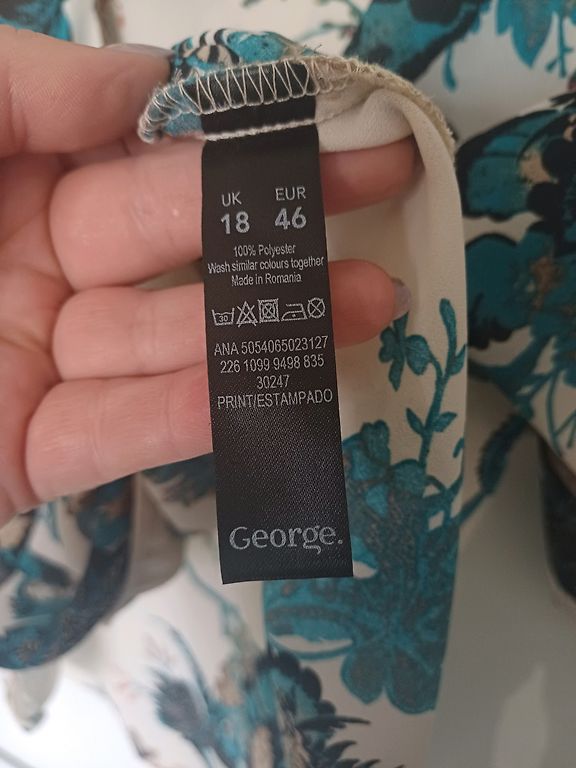 UK EUR
18 46
100% Polyester
Wash similar colours together
Made in Romania
30
ANA 5054065023127
226 1099 9498 835
30247
PRINT/ESTAMPADO
George.